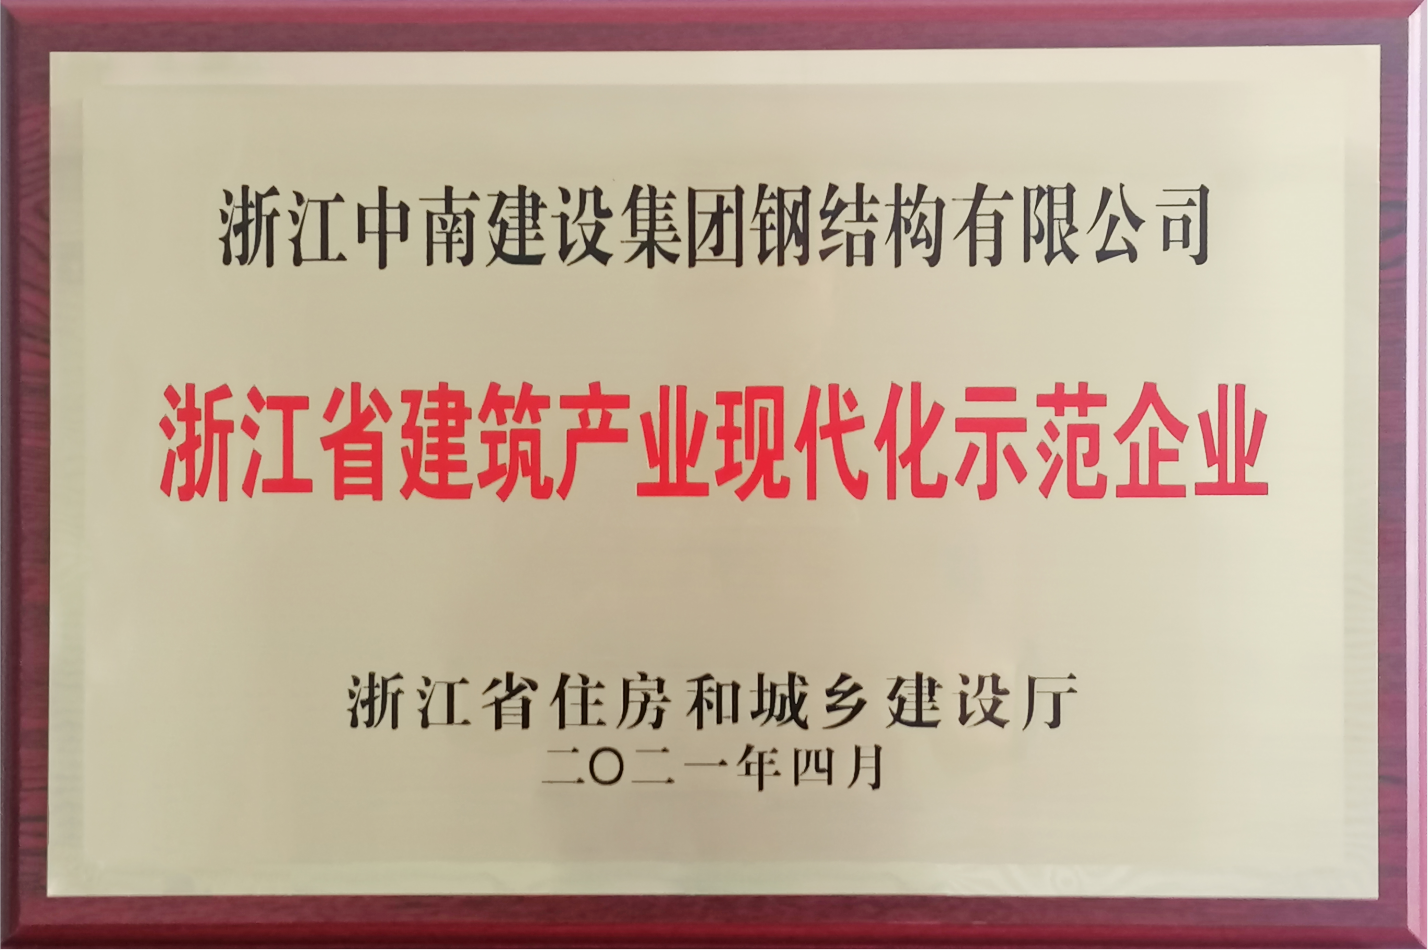 浙江中南建设集团钢结构有限公司
浙江省建筑产业现代化示范企业
浙江省住房和城乡建设厅
二〇二一年四月